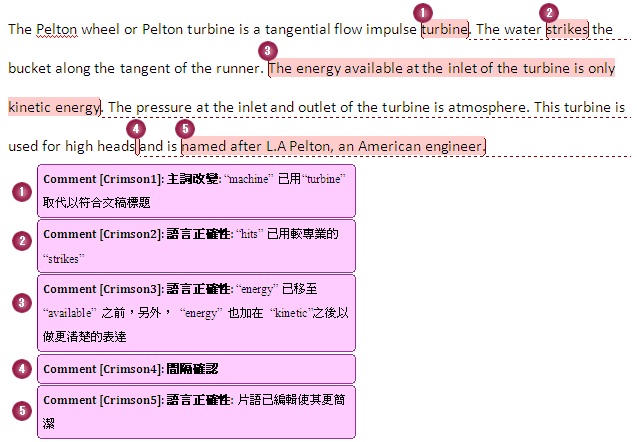 1 2
The Pelton wheel or Pelton turbine is a tangential flow impulse turbine. The water strikes the
3
bucket along the tangent of the runner. The energy available at the inlet of the turbine is only
kinetic energy. The pressure at the inlet and outlet of the turbine is atmosphere. This turbine is
4 5
used for high heads and is named after L.A Pelton, an American engineer.
1 Comment [Crimson1]: 主詞改變: “machine” 已用“turbine”
取代以符合文稿標題
2 Comment [Crimson2]: 語言正確性: “hits” 已用較專業的
“strikes”
3 Comment [Crimson3]: 語言正確性: “energy” 已移至
“available” 之前，另外， “energy” 也加在 “kinetic”之後以
做更清楚的表達
4 Comment [Crimson4]: 間隔確認
5 Comment [Crimson5]: 語言正確性: 片語已編輯使其更簡
潔